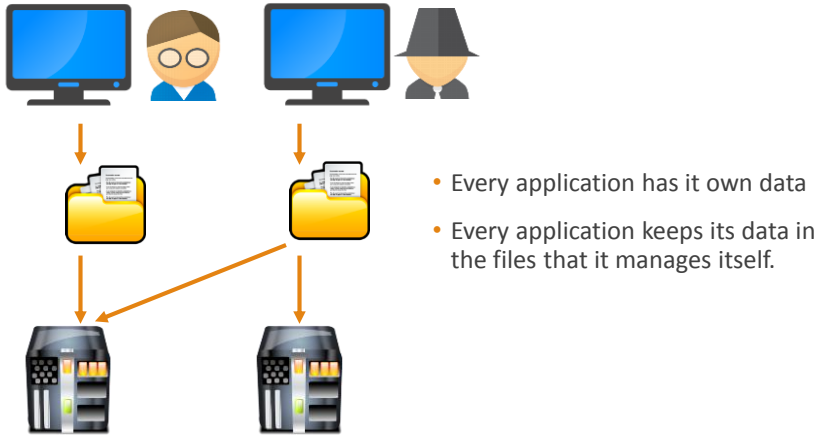 • Every application has it own data
• Every application keeps its data in
the files that it manages itself.